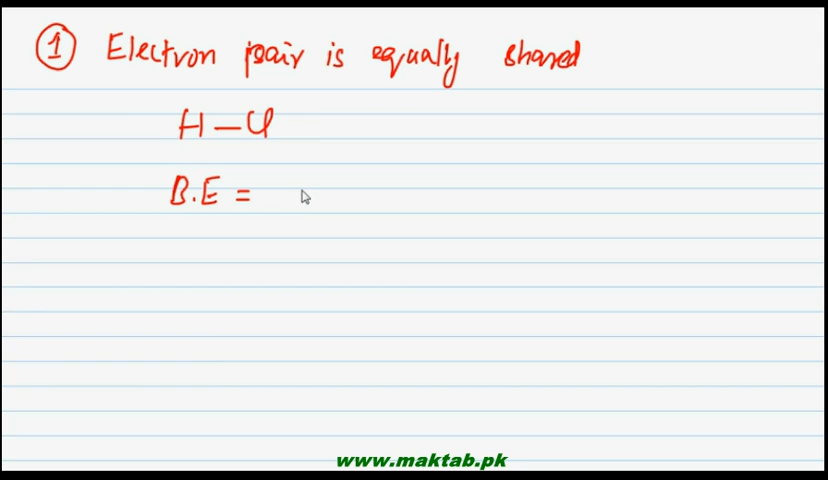 ① Electron pair is equally shared
H – Cl
B.E =
www.maktab.pk